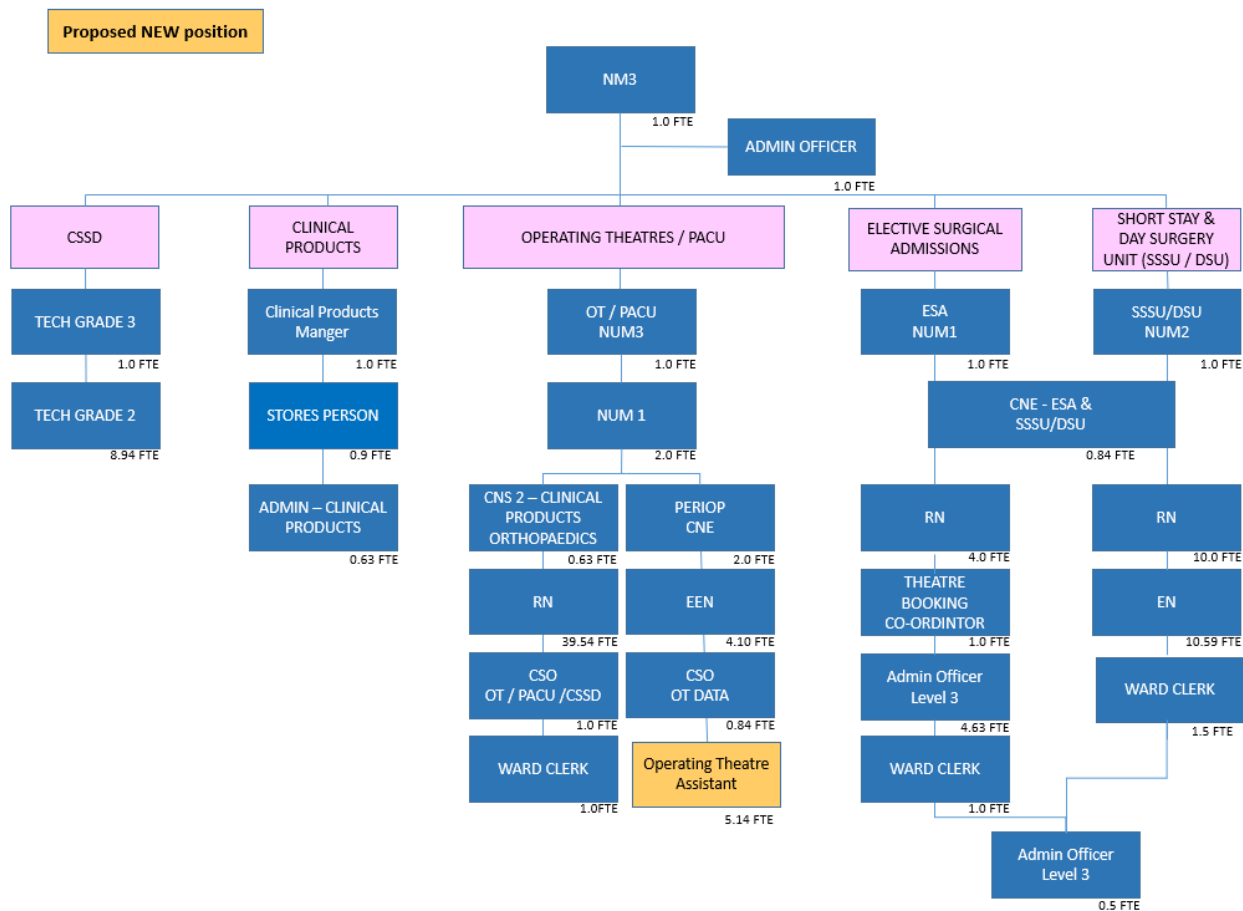 Proposed NEW position
NM3
1.0 FTE
ADMIN OFFICER
1.0 FTE
CSSD
CLINICAL
PRODUCTS
OPERATING THEATRES / PACU
ELECTIVE SURGICAL
ADMISSIONS
SHORT STAY &
DAY SURGERY
UNIT (SSSU / DSU)
TECH GRADE 3
1.0 FTE
Clinical Products
Manger
1.0 FTE
OT / PACU
NUM3
1.0 FTE
ESA
NUM1
1.0 FTE
SSSU/DSU
NUM2
1.0 FTE
TECH GRADE 2
8.94 FTE
STORES PERSON
0.9 FTE
NUM 1
2.0 FTE
CNE - ESA &
SSSU/DSU
0.84 FTE
ADMIN – CLINICAL
PRODUCTS
0.63 FTE
CNS 2 – CLINICAL
PRODUCTS
ORTHOPAEDICS
0.63 FTE
PERIOP
CNE
2.0 FTE
RN
4.0 FTE
RN
10.0 FTE
RN
39.54 FTE
EEN
4.10 FTE
THEATRE
BOOKING
CO-ORDINTOR
1.0 FTE
EN
10.59 FTE
CSO
OT / PACU /CSSD
1.0 FTE
CSO
OT DATA
0.84 FTE
Admin Officer
Level 3
4.63 FTE
WARD CLERK
1.5 FTE
WARD CLERK
1.0FTE
Operating Theatre
Assistant
5.14 FTE
WARD CLERK
1.0 FTE
Admin Officer
Level 3
0.5 FTE